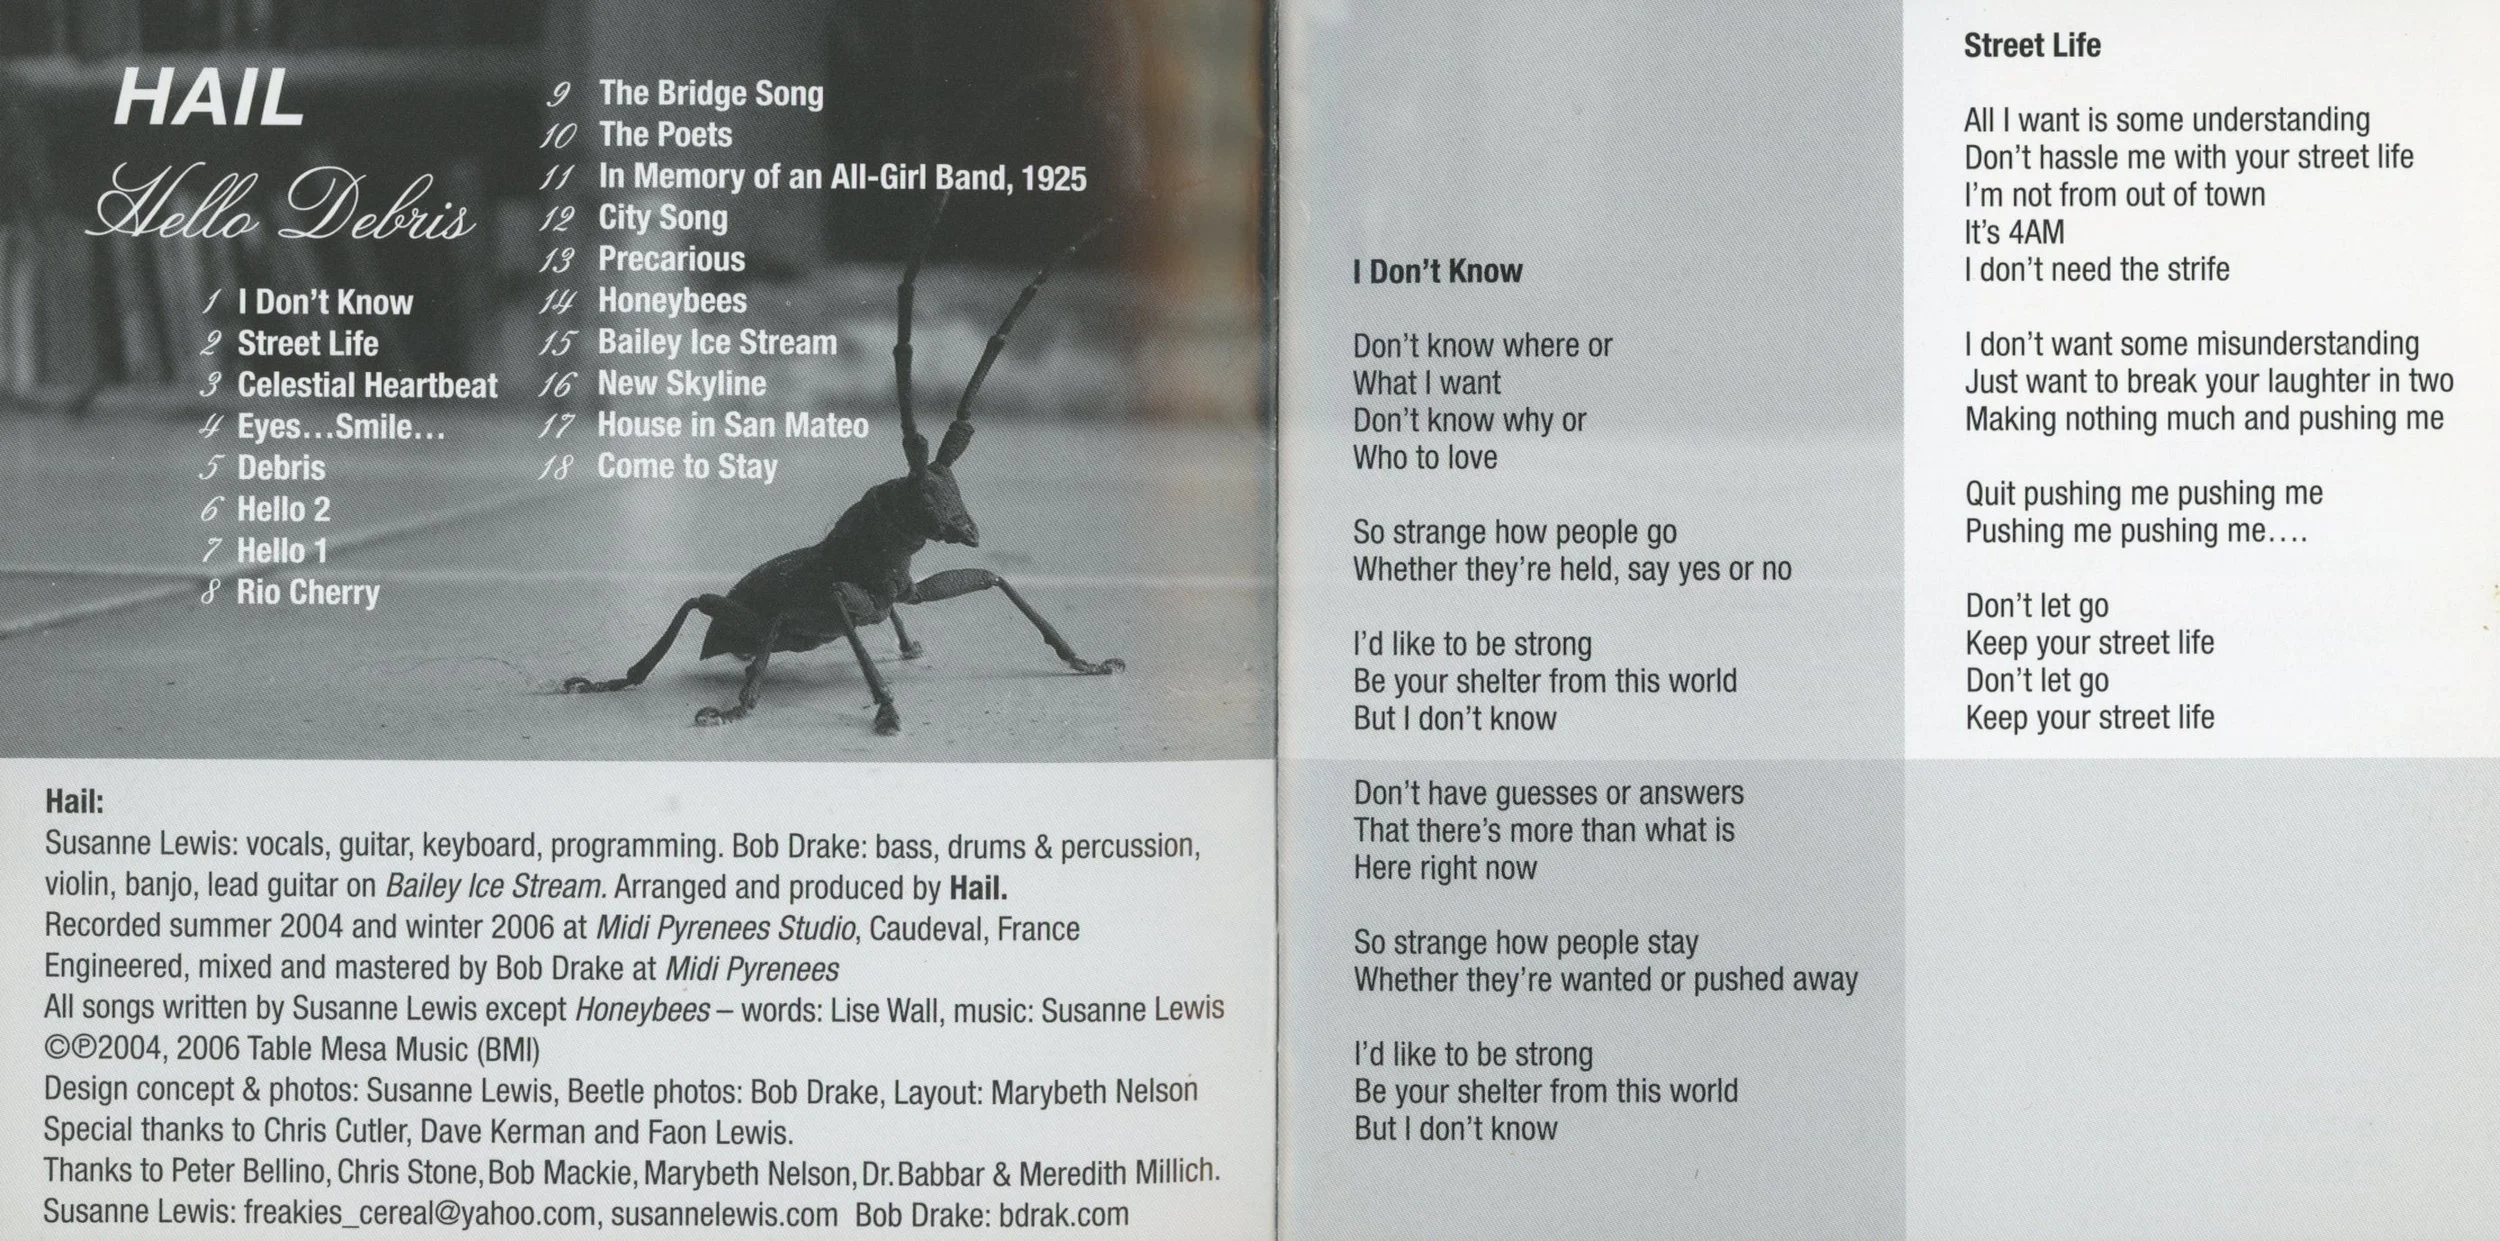 HAIL
Hello Debris
1 I Don't Know
2 Street Life
3 Celestial Heartbeat
4 Eyes...Smile...
5 Debris
6 Hello 2
7 Hello 1
8 Rio Cherry
9 The Bridge Song
10 The Poets
11 In Memory of an All-Girl Band, 1925
12 City Song
13 Precarious
14 Honeybees
15 Bailey Ice Stream
16 New Skyline
17 House in San Mateo
18 Come to Stay
Hail:
Susanne Lewis: vocals, guitar, keyboard, programming. Bob Drake: bass, drums & percussion,
violin, banjo, lead guitar on Bailey Ice Stream. Arranged and produced by Hail.
Recorded summer 2004 and winter 2006 at Midi Pyrenees Studio, Caudeval, France
Engineered, mixed and mastered by Bob Drake at Midi Pyrenees
All songs written by Susanne Lewis except Honeybees – words: Lise Wall, music: Susanne Lewis
©℗2004, 2006 Table Mesa Music (BMI)
Design concept & photos: Susanne Lewis, Beetle photos: Bob Drake, Layout: Marybeth Nelson
Special thanks to Chris Cutler, Dave Kerman and Faon Lewis.
Thanks to Peter Bellino, Chris Stone, Bob Mackie, Marybeth Nelson, Dr. Babbar & Meredith Millich.
Susanne Lewis: freakies_cereal@yahoo.com, susannelewis.com Bob Drake: bdrak.com
I Don't Know
Don't know where or
What I want
Don't know why or
Who to love
So strange how people go
Whether they're held, say yes or no
I'd like to be strong
Be your shelter from this world
But I don't know
Don't have guesses or answers
That there's more than what is
Here right now
So strange how people stay
Whether they're wanted or pushed away
I'd like to be strong
Be your shelter from this world
But I don't know
Street Life
All I want is some understanding
Don't hassle me with your street life
I'm not from out of town
It's 4AM
I don't need the strife
I don't want some misunderstanding
Just want to break your laughter in two
Making nothing much and pushing me
Quit pushing me pushing me
Pushing me pushing me....
Don't let go
Keep your street life
Don't let go
Keep your street life